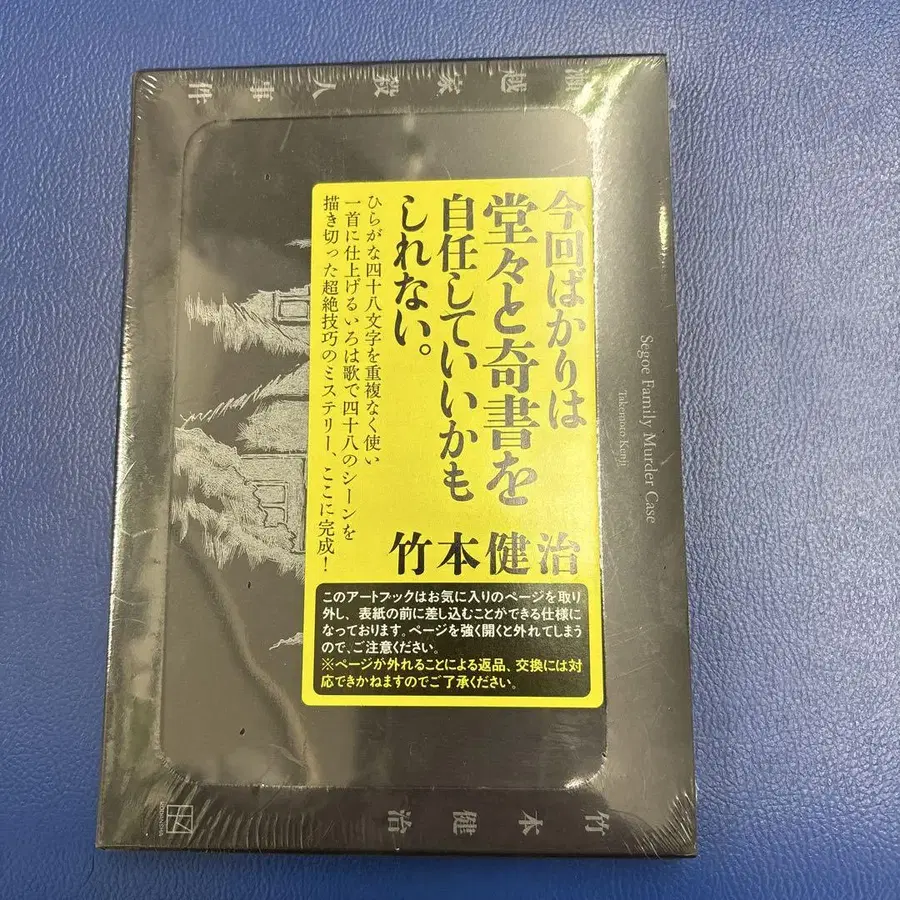 瀬越家殺人事件
今回ばかりは
堂々と奇書を
自任していいかも
しれない。
竹本健治
ひらがな四十八文字を重複なく使い
一首に仕上げるいろは歌で四十八のシーンを
描き切った超絶技巧のミステリー、ここに完成！
このアートブックはお気に入りのページを取り
外し、表紙の前に差し込むことができる仕様に
なっております。ページを強く開くと外れてしまう
ので、ご注意ください。
※ページが外れることによる返品、交換には対
応できかねますのでご了承ください。
Segoe Family Murder Case
Takemoto Kenji
竹本健治
KODANSHA